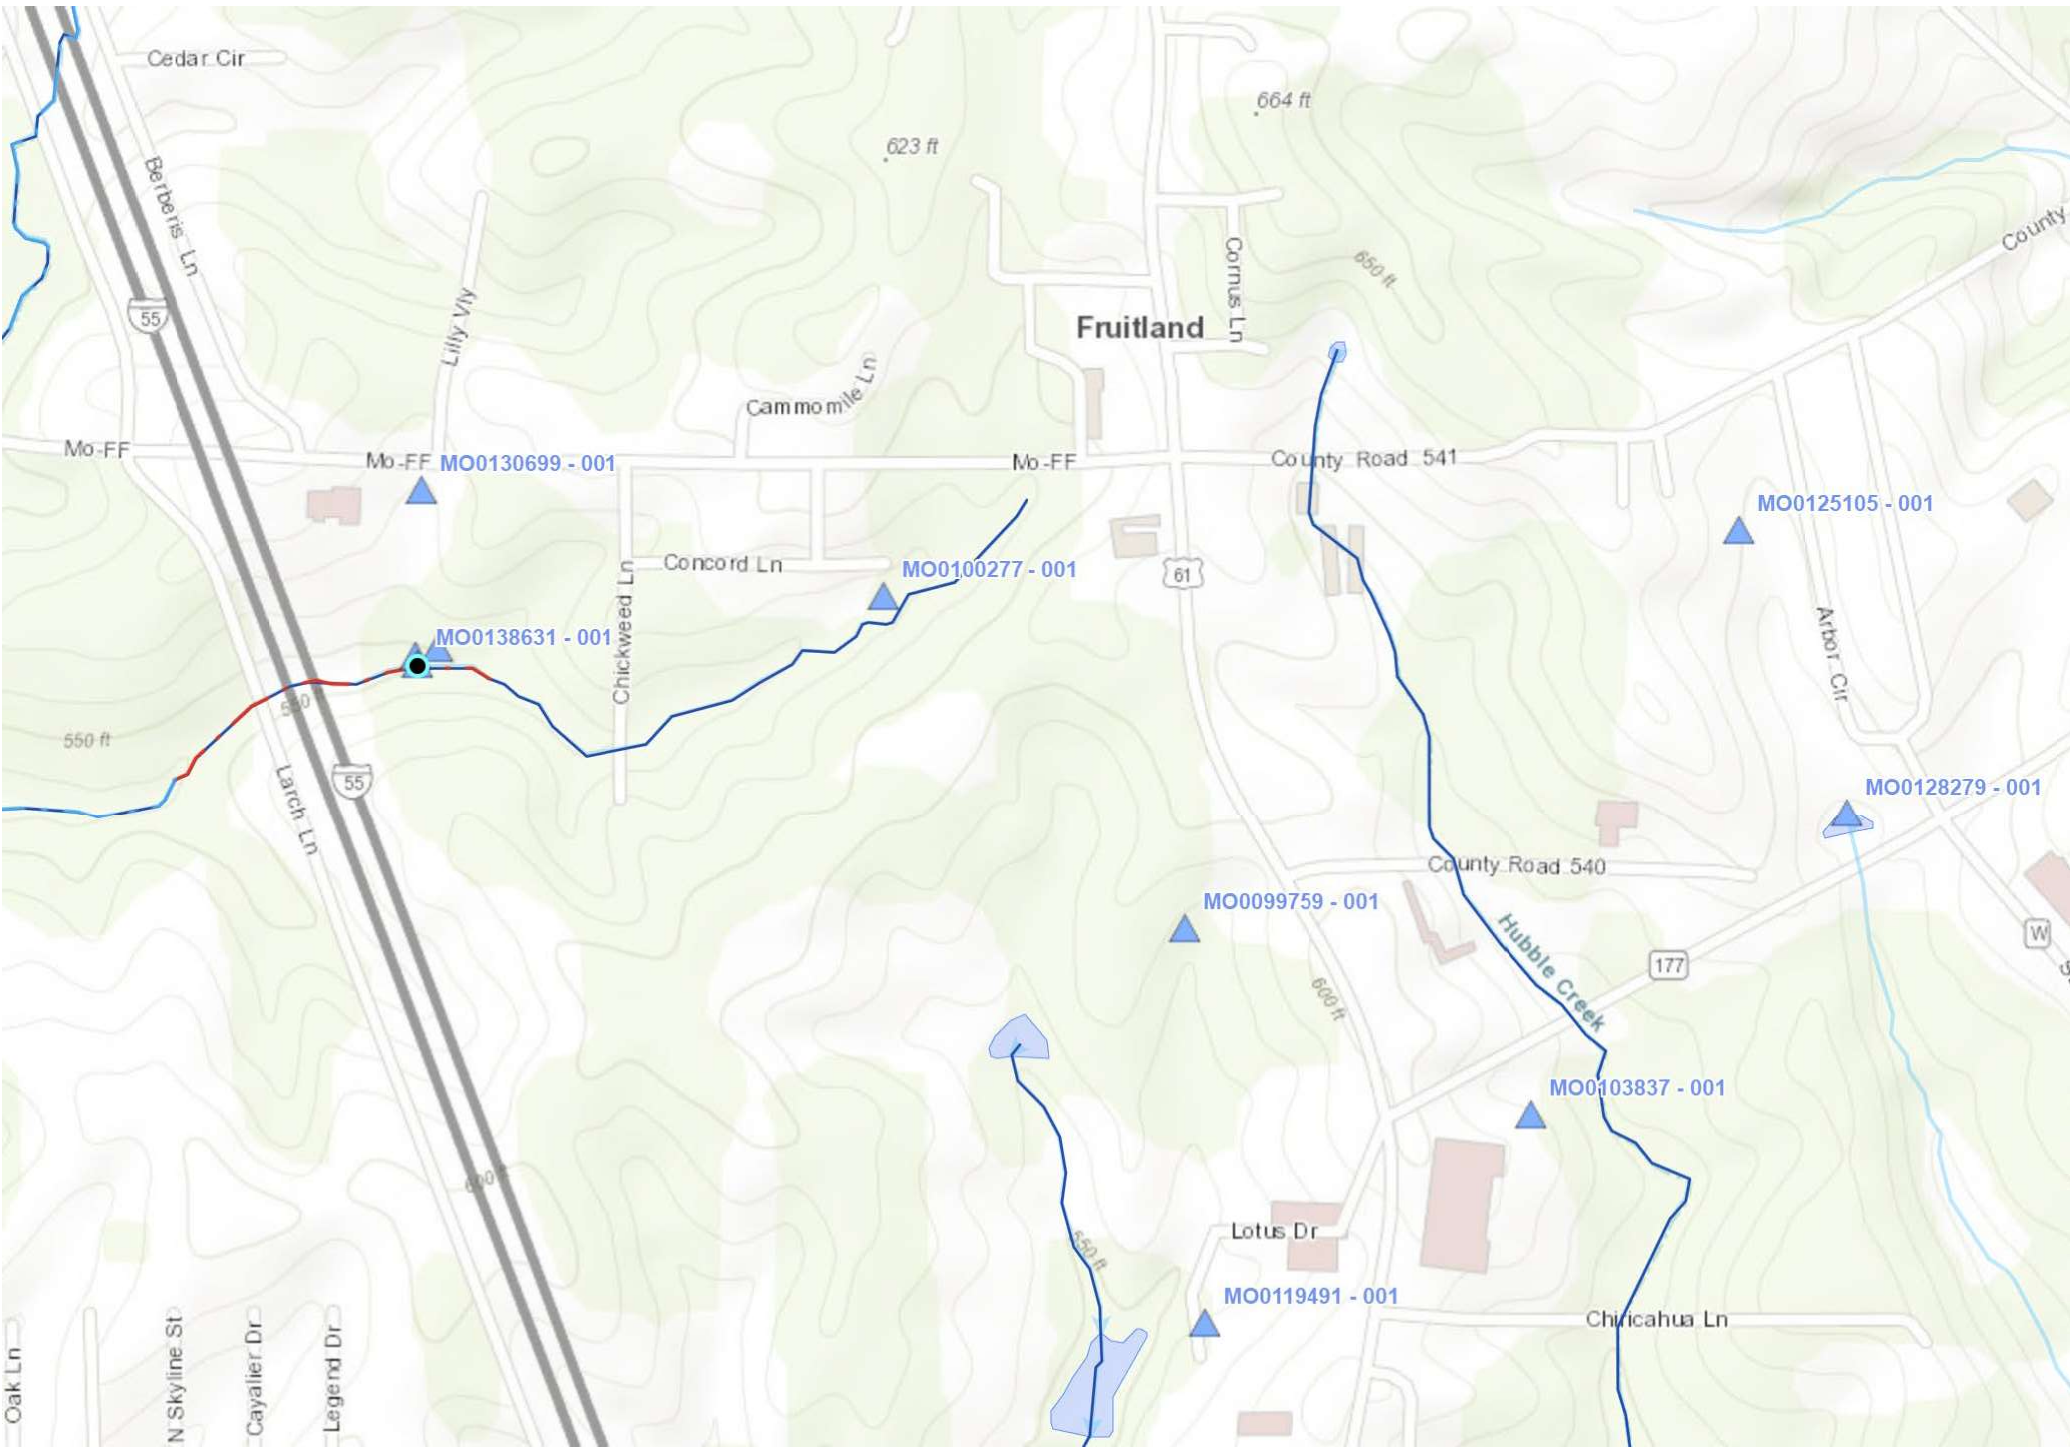 Cedar Cir
664 ft
623 ft
Berberis Ln
County
Cornus Ln
650 ft
55
Lilly Vly
Fruitland
Cammomile Ln
Mo-FF
Mo-FF
MO0130699 - 001
Mo-FF
County Road 541
MO0125105 - 001
Concord Ln
MO0100277 - 001
61
Chickweed Ln
MO0138631 - 001
Arbor Cir
550 ft
55
Larch Ln
MO0128279 - 001
County Road 540
MO0099759 - 001
Hubble Creek
W
177
600 ft
MO0103837 - 001
600 ft
Lotus Dr
550 ft
MO0119491 - 001
Chiricahua Ln
Oak Ln
N Skyline St
Cavalier Dr
Legend Dr